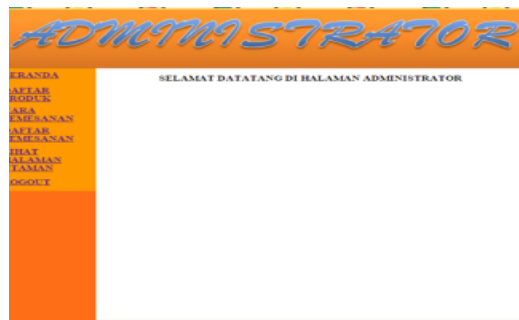 ADMINISTRATOR
SELAMAT DATATANG DI HALAMAN ADMINISTRATOR
ERANDA
AFTAR
RODUK
ARA
EMESANAN
AFTAR
EMESANAN
IHAT
ALAMAN
TAMAN
OGOUT